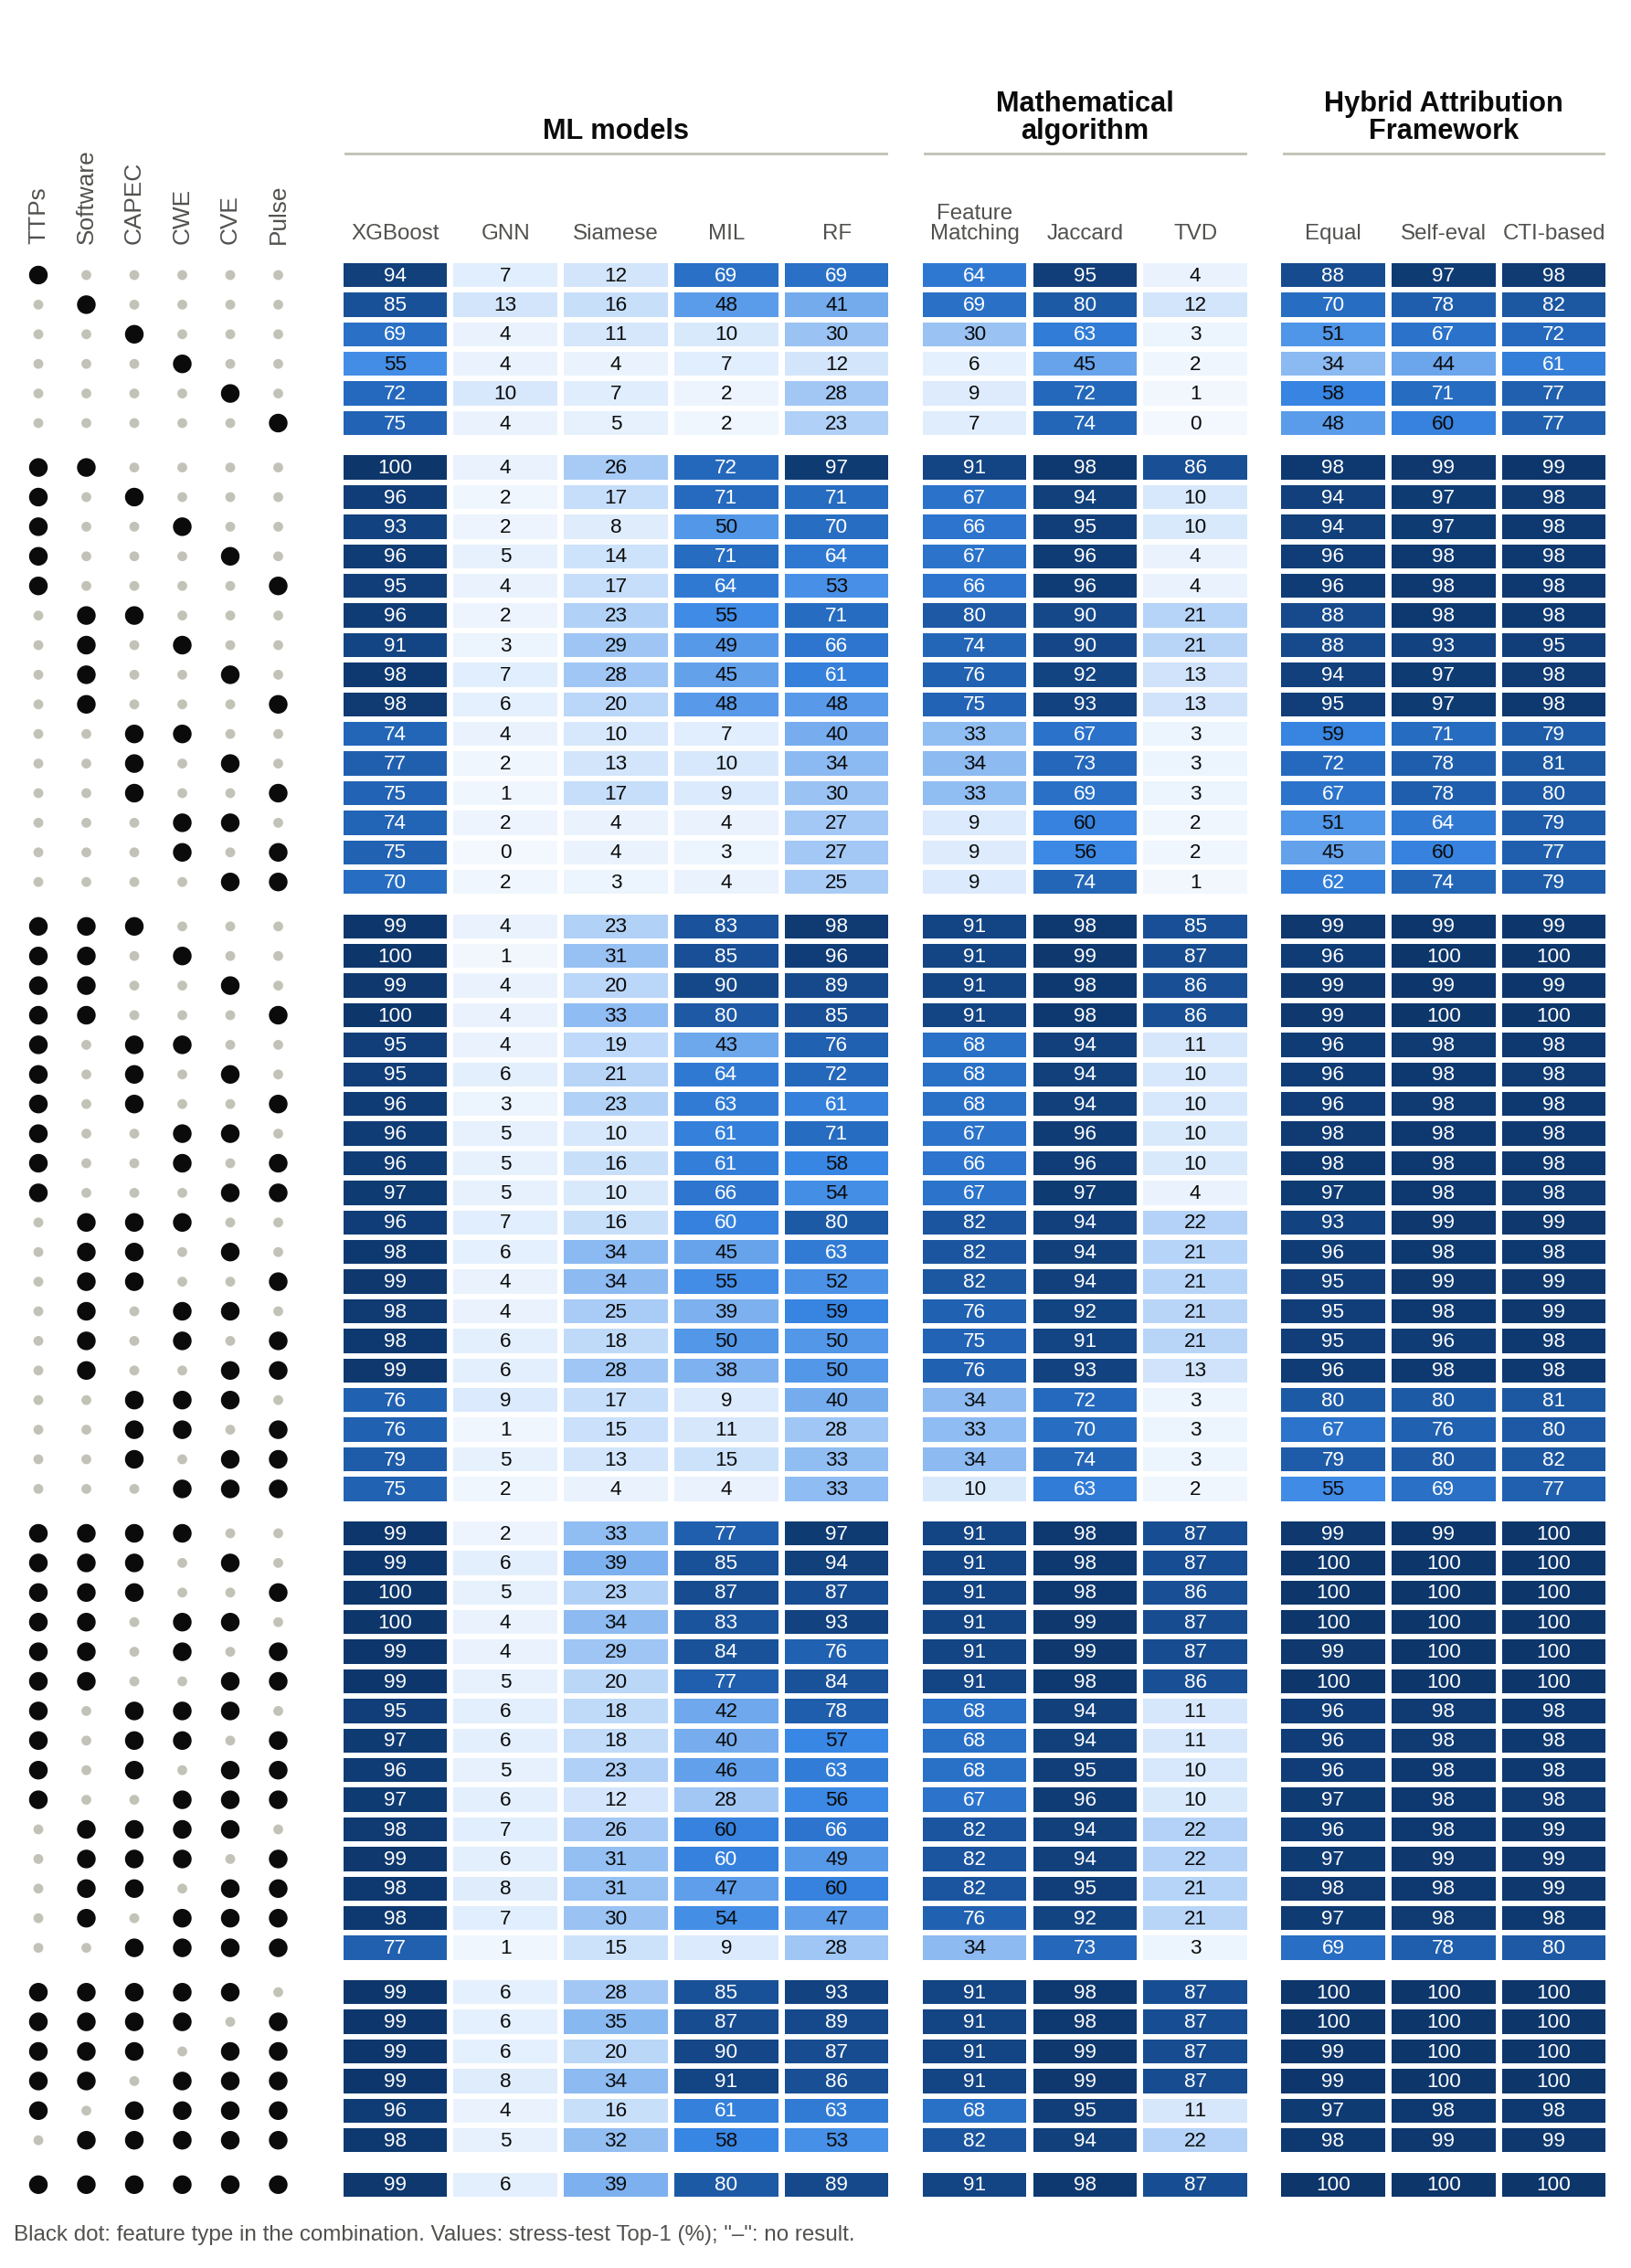 Mathematical
algorithm
Hybrid Attribution
Framework
ML models
TTPs
Software
CAPEC
CWE
CVE
Pulse
XGBoost GNN Siamese MIL RF Feature Matching Jaccard TVD Equal Self-eval CTI-based
94 7 12 69 69 64 95 4 88 97 98
85 13 16 48 41 69 80 12 70 78 82
69 4 11 10 30 30 63 3 51 67 72
55 4 4 7 12 6 45 2 34 44 61
72 10 7 2 28 9 72 1 58 71 77
75 4 5 2 23 7 74 0 48 60 77
100 4 26 72 97 91 98 86 98 99 99
96 2 17 71 71 67 94 10 94 97 98
93 2 8 50 70 66 95 10 94 97 98
96 5 14 71 64 67 96 4 96 98 98
95 4 17 64 53 66 96 4 96 98 98
96 2 23 55 71 80 90 21 88 98 98
91 3 29 49 66 74 90 21 88 93 95
98 7 28 45 61 76 92 13 94 97 98
98 6 20 48 48 75 93 13 95 97 98
74 4 10 7 40 33 67 3 59 71 79
77 2 13 10 34 34 73 3 72 78 81
75 1 17 9 30 33 69 3 67 78 80
74 2 4 4 27 9 60 2 51 64 79
75 0 4 3 27 9 56 2 45 60 77
70 2 3 4 25 9 74 1 62 74 79
99 4 23 83 98 91 98 85 99 99 99
100 1 31 85 96 91 99 87 96 100 100
99 4 20 90 89 91 98 86 99 99 99
100 4 33 80 85 91 98 86 99 100 100
95 4 19 43 76 68 94 11 96 98 98
95 6 21 64 72 68 94 10 96 98 98
96 3 23 63 61 68 94 10 96 98 98
96 5 10 61 71 67 96 10 98 98 98
96 5 16 61 58 66 96 10 98 98 98
97 5 10 66 54 67 97 4 97 98 98
96 7 16 60 80 82 94 22 93 99 99
98 6 34 45 63 82 94 21 96 98 98
99 4 34 55 52 82 94 21 95 99 99
98 4 25 39 59 76 92 21 95 98 99
98 6 18 50 50 75 91 21 95 96 98
99 6 28 38 50 76 93 13 96 98 98
76 9 17 9 40 34 72 3 80 80 81
76 1 15 11 28 33 70 3 67 76 80
79 5 13 15 33 34 74 3 79 80 82
75 2 4 4 33 10 63 2 55 69 77
99 2 33 77 97 91 98 87 99 99 100
99 6 39 85 94 91 98 87 100 100 100
100 5 23 87 87 91 98 86 100 100 100
100 4 34 83 93 91 99 87 100 100 100
99 4 29 84 76 91 99 87 99 100 100
99 5 20 77 84 91 98 86 100 100 100
95 6 18 42 78 68 94 11 96 98 98
97 6 18 40 57 68 94 11 96 98 98
96 5 23 46 63 68 95 10 96 98 98
97 6 12 28 56 67 96 10 97 98 98
98 7 26 60 66 82 94 22 96 98 99
99 6 31 60 49 82 94 22 97 99 99
98 8 31 47 60 82 95 21 98 98 99
98 7 30 54 47 76 92 21 97 98 98
77 1 15 9 28 34 73 3 69 78 80
99 6 28 85 93 91 98 87 100 100 100
99 6 35 87 89 91 98 87 100 100 100
99 6 20 90 87 91 99 87 99 100 100
99 8 34 91 86 91 99 87 99 100 100
96 4 16 61 63 68 95 11 97 98 98
98 5 32 58 53 82 94 22 98 99 99
99 6 39 80 89 91 98 87 100 100 100
Black dot: feature type in the combination. Values: stress-test Top-1 (%); "–": no result.